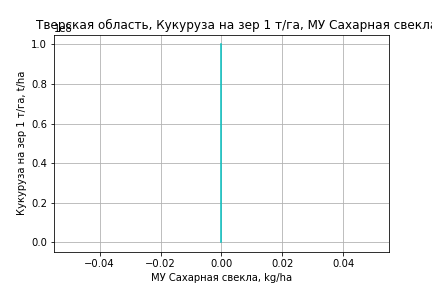 Тверская область, Кукуруза на зер 1 т/га, МУ Сахарная свекла
1e8
1.0
0.8
0.6
0.4
0.2
0.0
Кукуруза на зер 1 т/га, t/ha
−0.04 −0.02 0.00 0.02 0.04
МУ Сахарная свекла, kg/ha